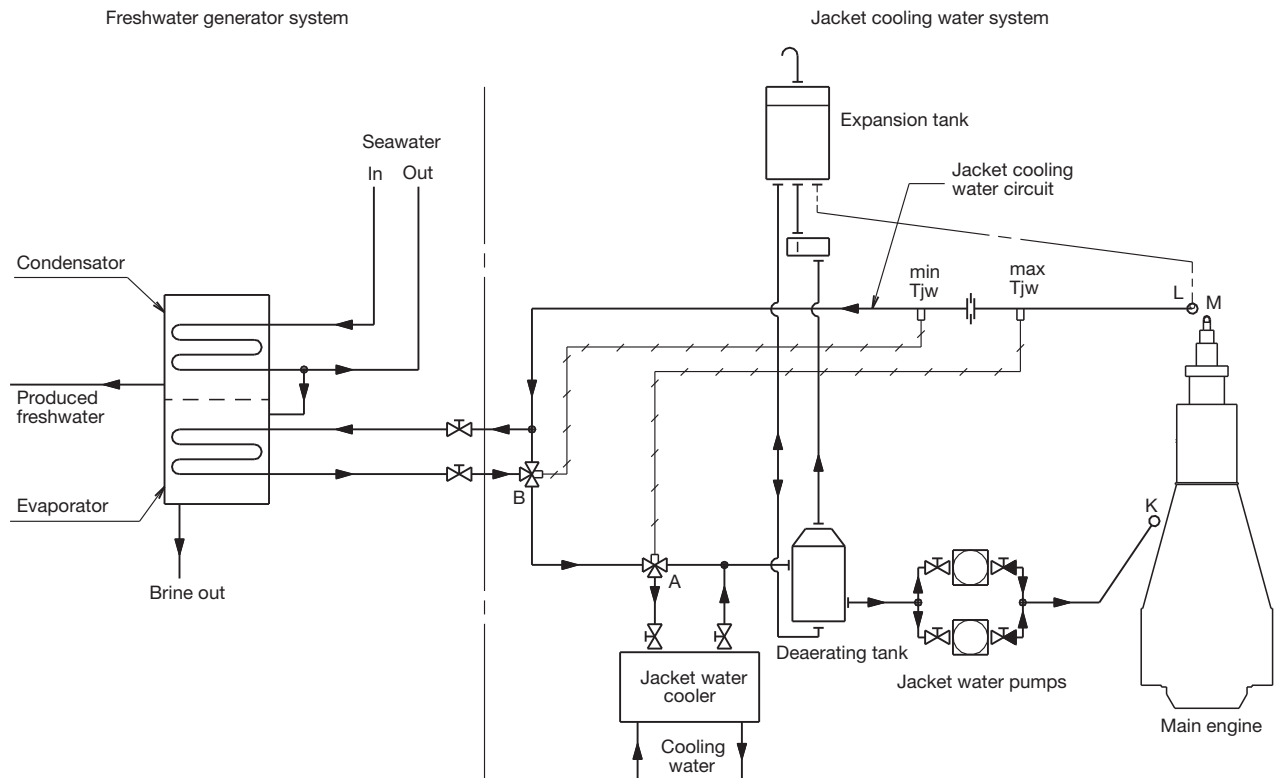 Freshwater generator system
Jacket cooling water system
Expansion tank
Seawater
In Out
Jacket cooling
water circuit
Condensator
min
Tjw
max
Tjw
L
M
Produced
freshwater
B
K
Evaporator
A
Brine out
Deaerating tank
Jacket water
cooler
Jacket water pumps
Main engine
Cooling
water